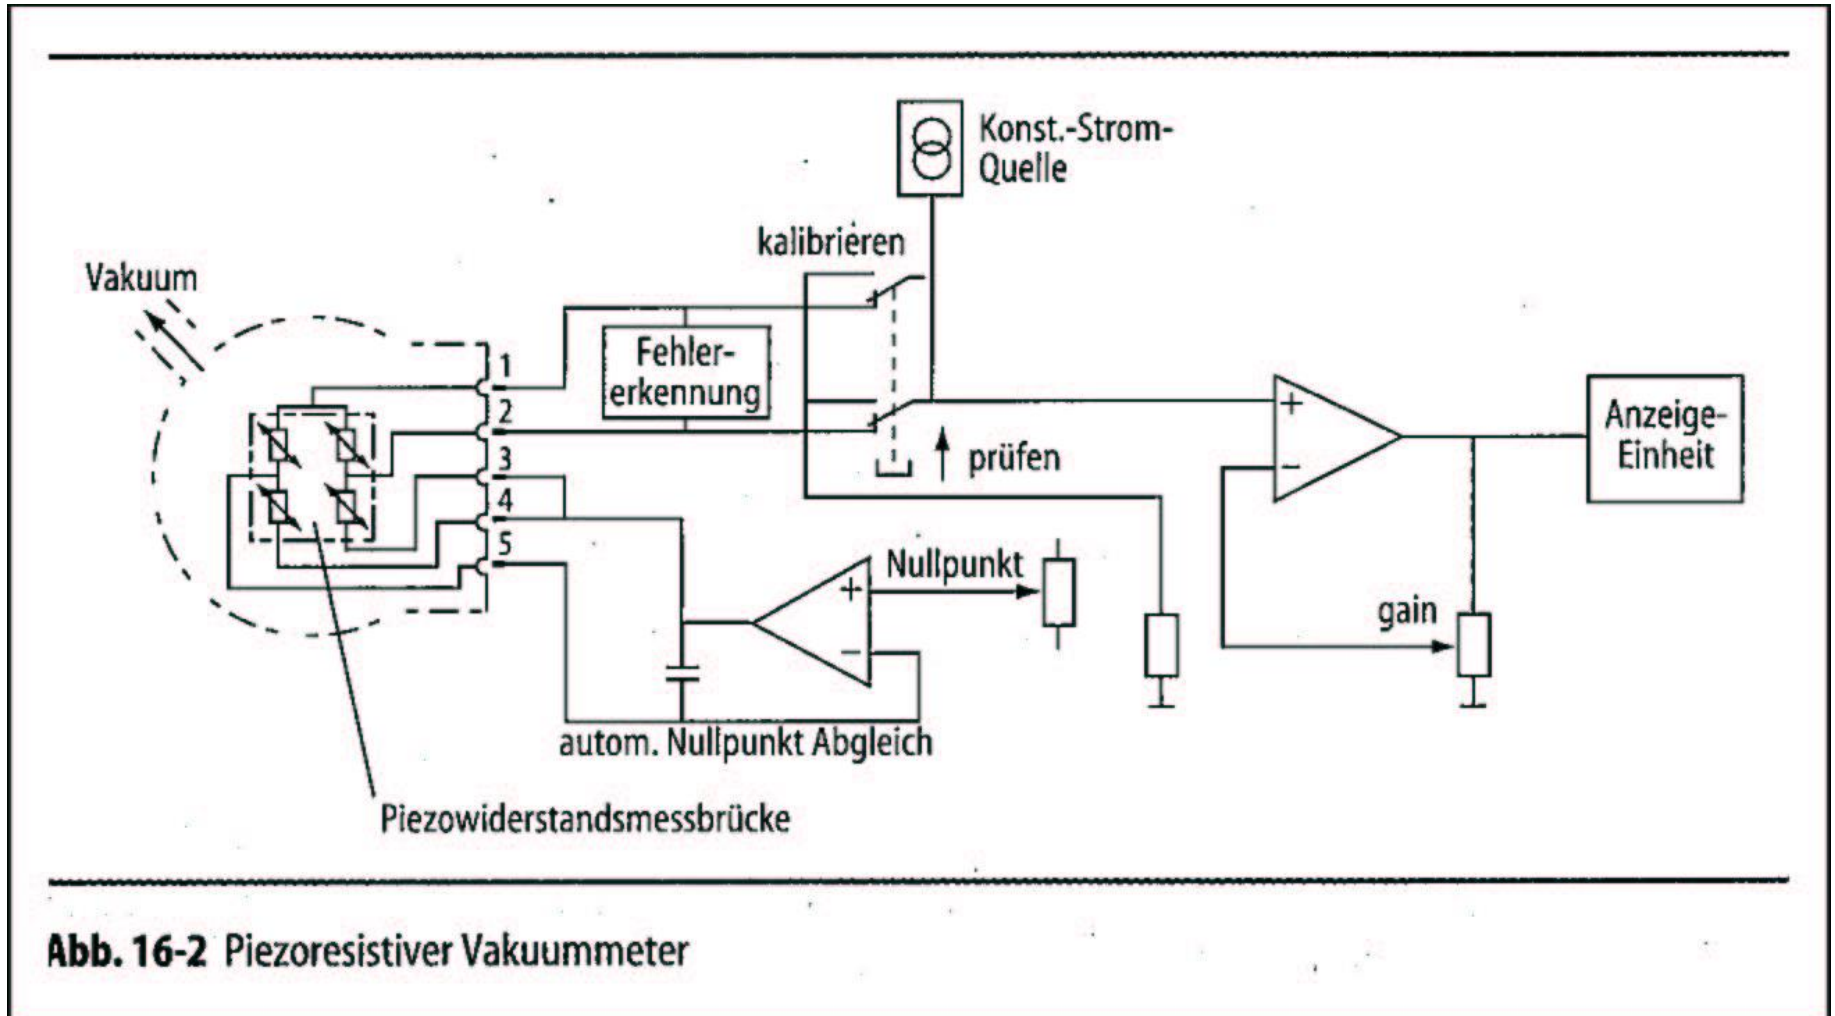 Konst.-Strom-
Quelle
kalibrieren
Vakuum
Fehler-
erkennung
1
2
3
4
5
prüfen
+
−
Anzeige-
Einheit
Nullpunkt
+
−
gain
autom. Nullpunkt Abgleich
Piezowiderstandsmessbrücke
Abb. 16-2 Piezoresistiver Vakuummeter